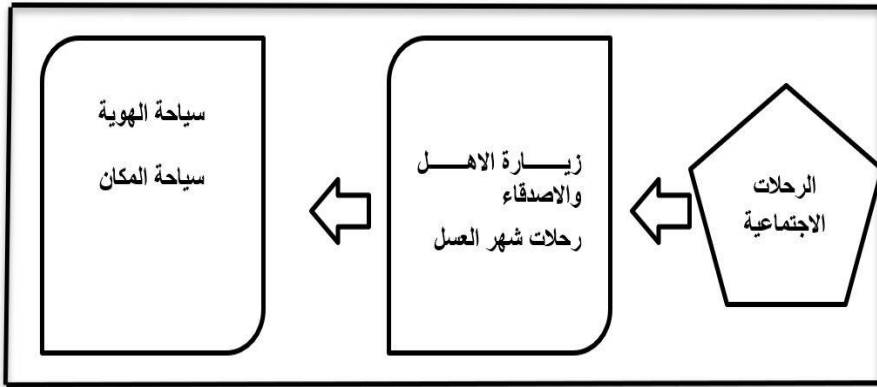 الرحلات
الاجتماعية
زيـــــارة الاهـــــل
والاصدقاء
رحلات شهر العسل
سياحة الهوية
سياحة المكان